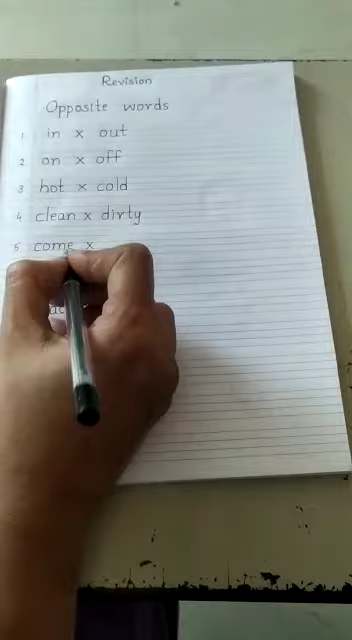 Revision
Opposite words
1 in x out
2 on x off
3 hot x cold
4 clean x dirty
5 come x